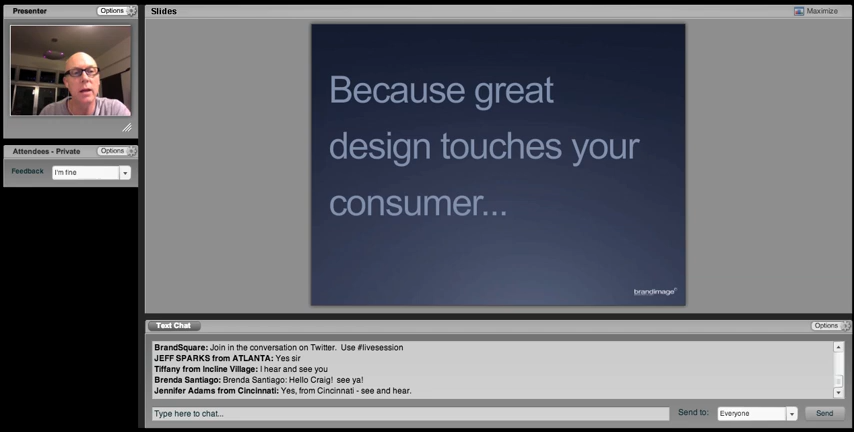 Presenter
Options
Attendees - Private
Options
Feedback
I'm fine
Slides
Maximize
Because great
design touches your
consumer...
brandimage
Text Chat
Options
BrandSquare: Join in the conversation on Twitter. Use #livesession
JEFF SPARKS from ATLANTA: Yes sir
Tiffany from Incline Village: I hear and see you
Brenda Santiago: Brenda Santiago: Hello Craig! see ya!
Jennifer Adams from Cincinnati: Yes, from Cincinnati - see and hear.
Type here to chat...
Send to:
Everyone
Send